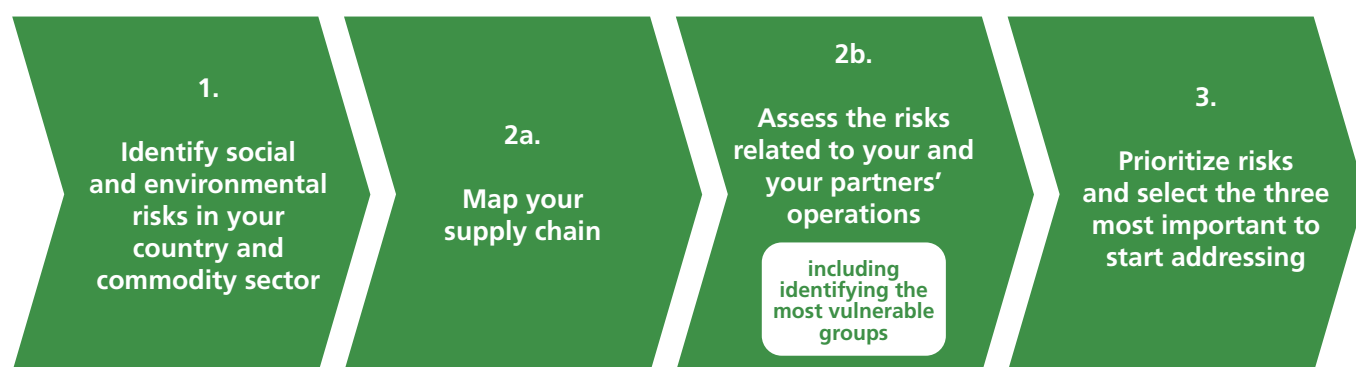 1.
Identify social
and environmental
risks in your
country and
commodity sector
2a.
Map your
supply chain
2b.
Assess the risks
related to your and
your partners’
operations
including
identifying the
most vulnerable
groups
3.
Prioritize risks
and select the three
most important to
start addressing